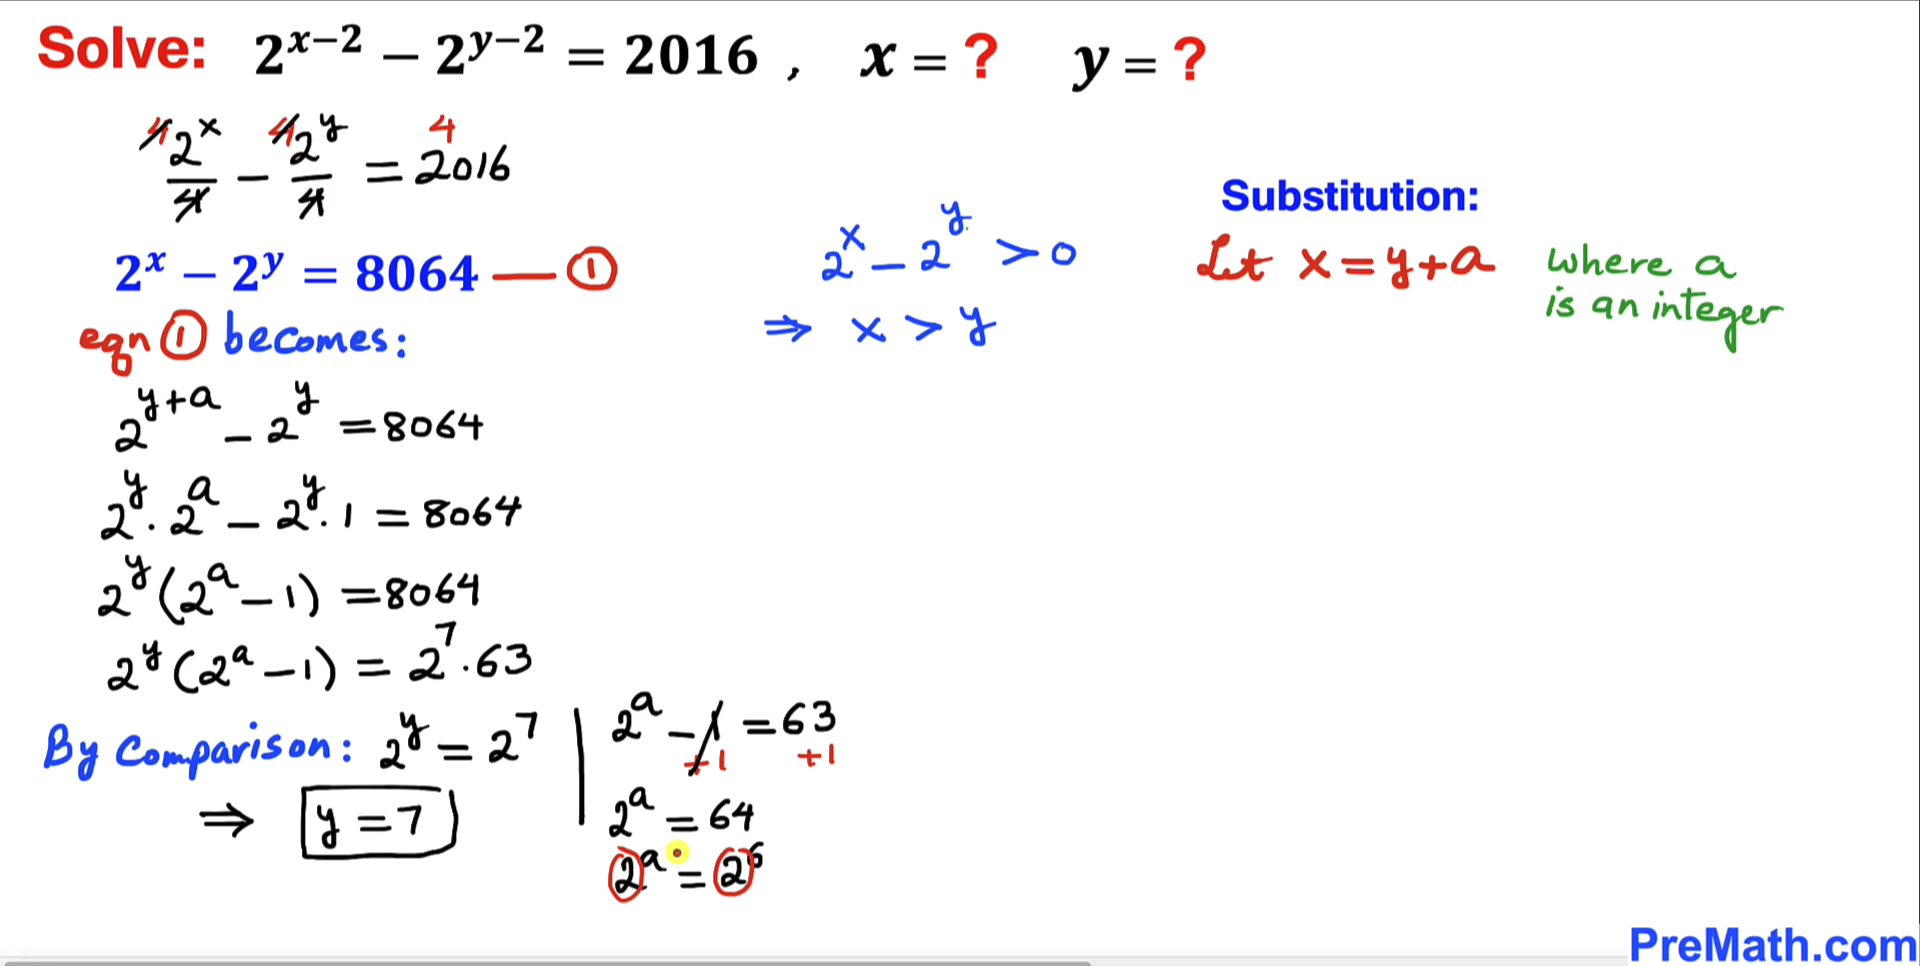 Solve: 2^{x-2} - 2^{y-2} = 2016 , x = ? y = ?
4 2^x / 4 - 4 2^y / 4 = 4 2016
2^x - 2^y = 8064 — ①
eqn ① becomes:
2^{y+a} - 2^y = 8064
2^y · 2^a - 2^y · 1 = 8064
2^y (2^a - 1) = 8064
2^y (2^a - 1) = 2^7 · 63
By Comparison: 2^y = 2^7
⇒ y = 7
2^a - 1 = 63
+1 +1
2^a = 64
2^a = 2^6
2^x - 2^y > 0
⇒ x > y
Substitution:
Let x = y + a where a
is an integer
PreMath.com